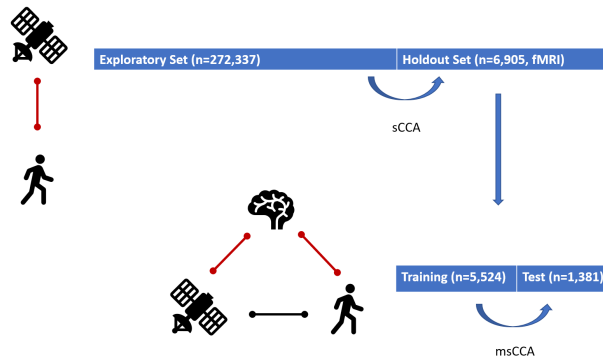 Exploratory Set (n=272,337)
Holdout Set (n=6,905, fMRI)
sCCA
Training (n=5,524)
Test (n=1,381)
msCCA